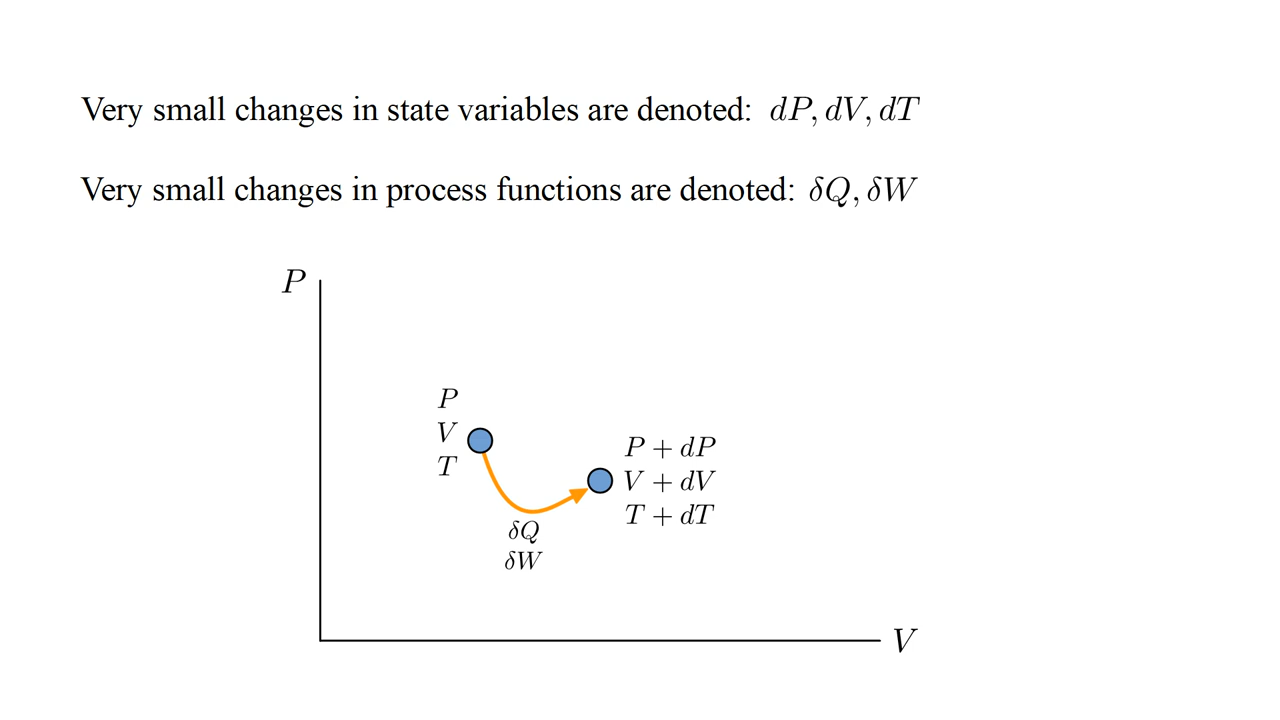 Very small changes in state variables are denoted: dP, dV, dT
Very small changes in process functions are denoted: δQ, δW
P
P
V
T
P + dP
V + dV
T + dT
δQ
δW
V